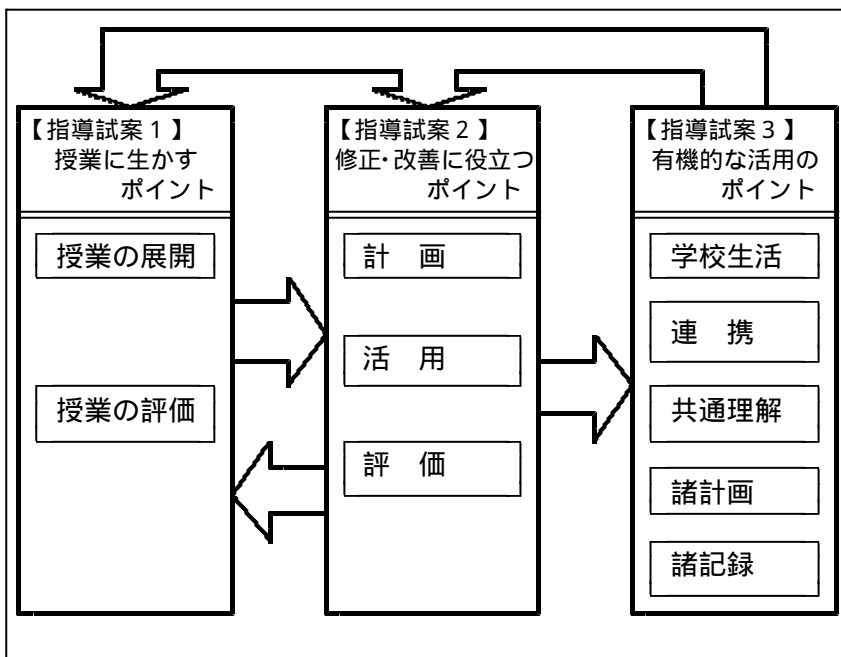 【指導試案1】
授業に生かす
ポイント
授業の展開
授業の評価
【指導試案2】
修正・改善に役立つ
ポイント
計　画
活　用
評　価
【指導試案3】
有機的な活用の
ポイント
学校生活
連　携
共通理解
諸計画
諸記録